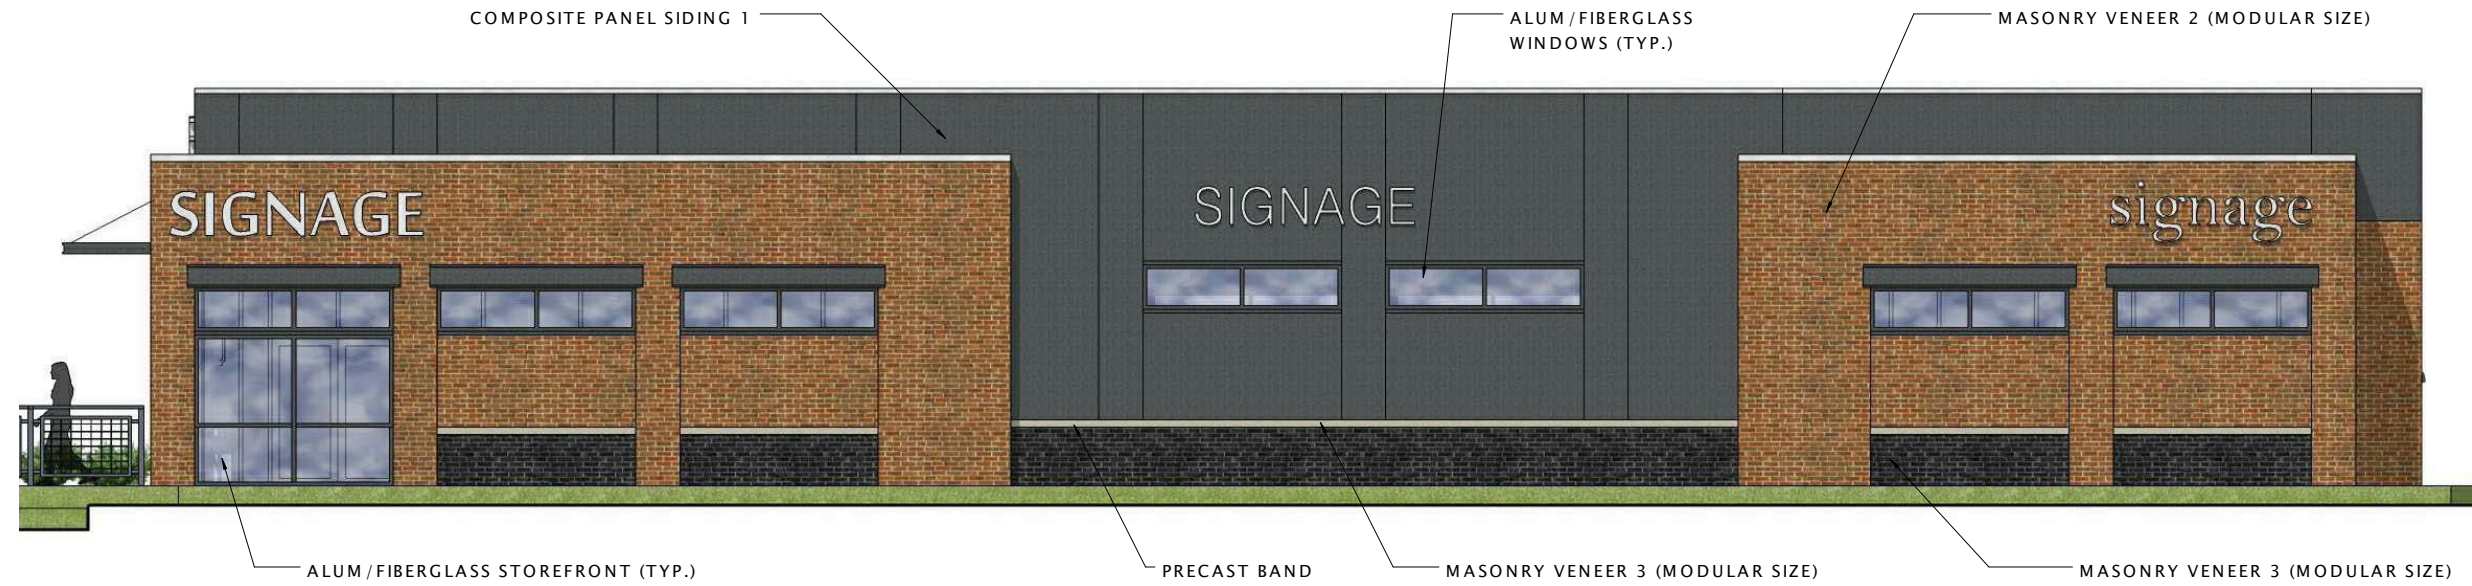 COMPOSITE PANEL SIDING 1
ALUM/FIBERGLASS
WINDOWS (TYP.)
MASONRY VENEER 2 (MODULAR SIZE)
SIGNAGE
SIGNAGE
signage
ALUM/FIBERGLASS STOREFRONT (TYP.)
PRECAST BAND
MASONRY VENEER 3 (MODULAR SIZE)
MASONRY VENEER 3 (MODULAR SIZE)